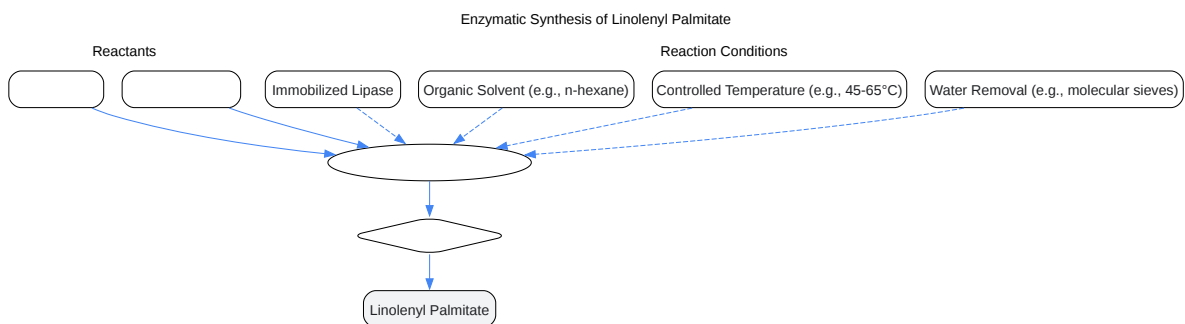 Enzymatic Synthesis of Linolenyl Palmitate
Reactants
Reaction Conditions
Immobilized Lipase
Organic Solvent (e.g., n-hexane)
Controlled Temperature (e.g., 45-65°C)
Water Removal (e.g., molecular sieves)
Linolenyl Palmitate